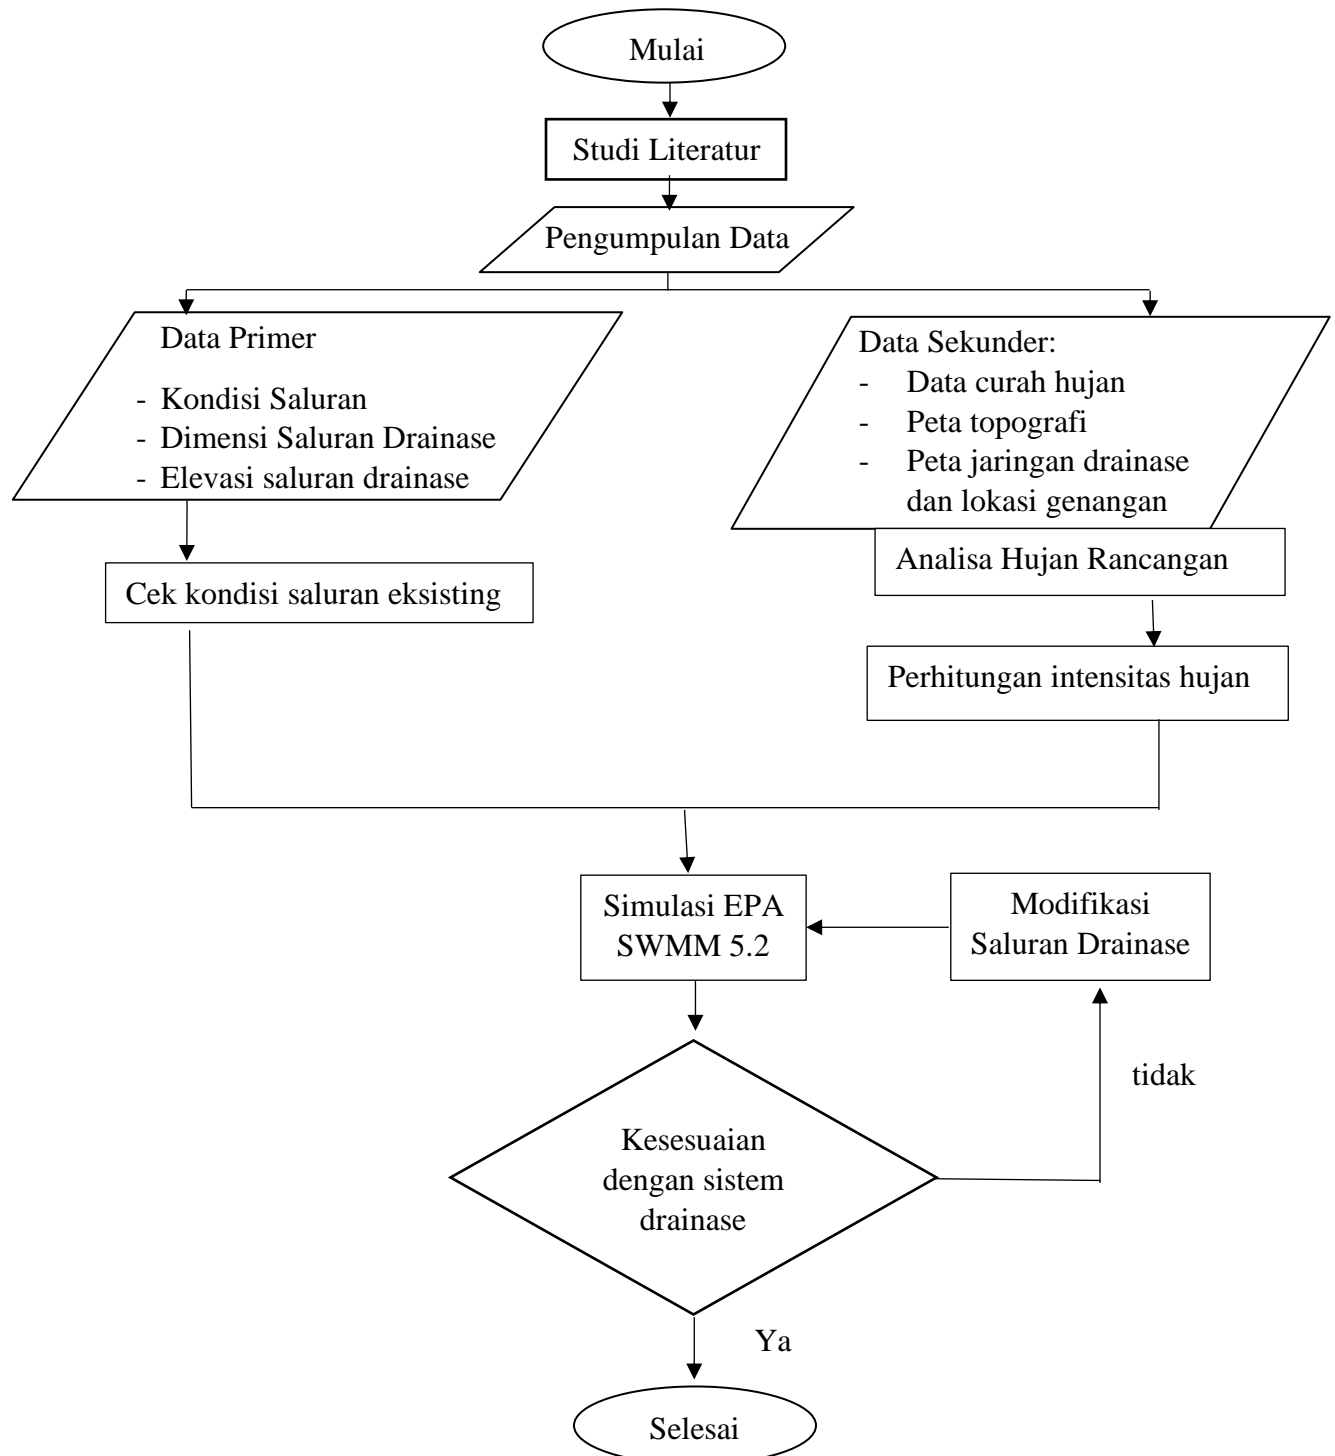 Mulai
Studi Literatur
Pengumpulan Data
Data Primer
- Kondisi Saluran
- Dimensi Saluran Drainase
- Elevasi saluran drainase
Data Sekunder:
- Data curah hujan
- Peta topografi
- Peta jaringan drainase
dan lokasi genangan
Cek kondisi saluran eksisting
Analisa Hujan Rancangan
Perhitungan intensitas hujan
Simulasi EPA
SWMM 5.2
Modifikasi
Saluran Drainase
tidak
Kesesuaian
dengan sistem
drainase
Ya
Selesai